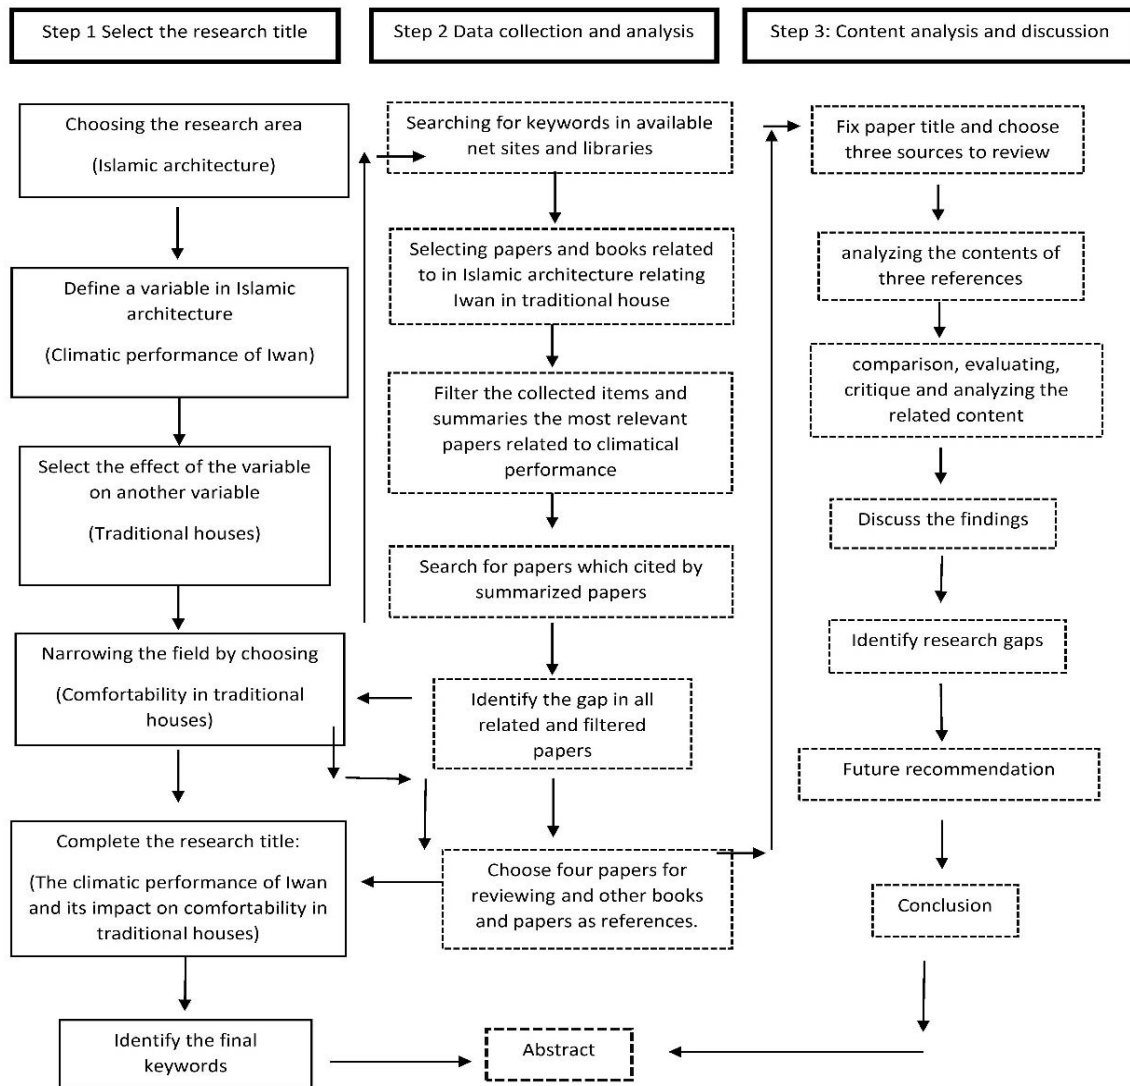 Step 1 Select the research title
Step 2 Data collection and analysis
Step 3: Content analysis and discussion
Choosing the research area
(Islamic architecture)
Define a variable in Islamic
architecture
(Climatic performance of Iwan)
Select the effect of the variable
on another variable
(Traditional houses)
Narrowing the field by choosing
(Comfortability in traditional
houses)
Complete the research title:
(The climatic performance of Iwan
and its impact on comfortability in
traditional houses)
Identify the final
keywords
Searching for keywords in available
net sites and libraries
Selecting papers and books related
to in Islamic architecture relating
Iwan in traditional house
Filter the collected items and
summaries the most relevant
papers related to climatical
performance
Search for papers which cited by
summarized papers
Identify the gap in all
related and filtered
papers
Choose four papers for
reviewing and other books
and papers as references.
Abstract
Fix paper title and choose
three sources to review
analyzing the contents of
three references
comparison, evaluating,
critique and analyzing the
related content
Discuss the findings
Identify research gaps
Future recommendation
Conclusion